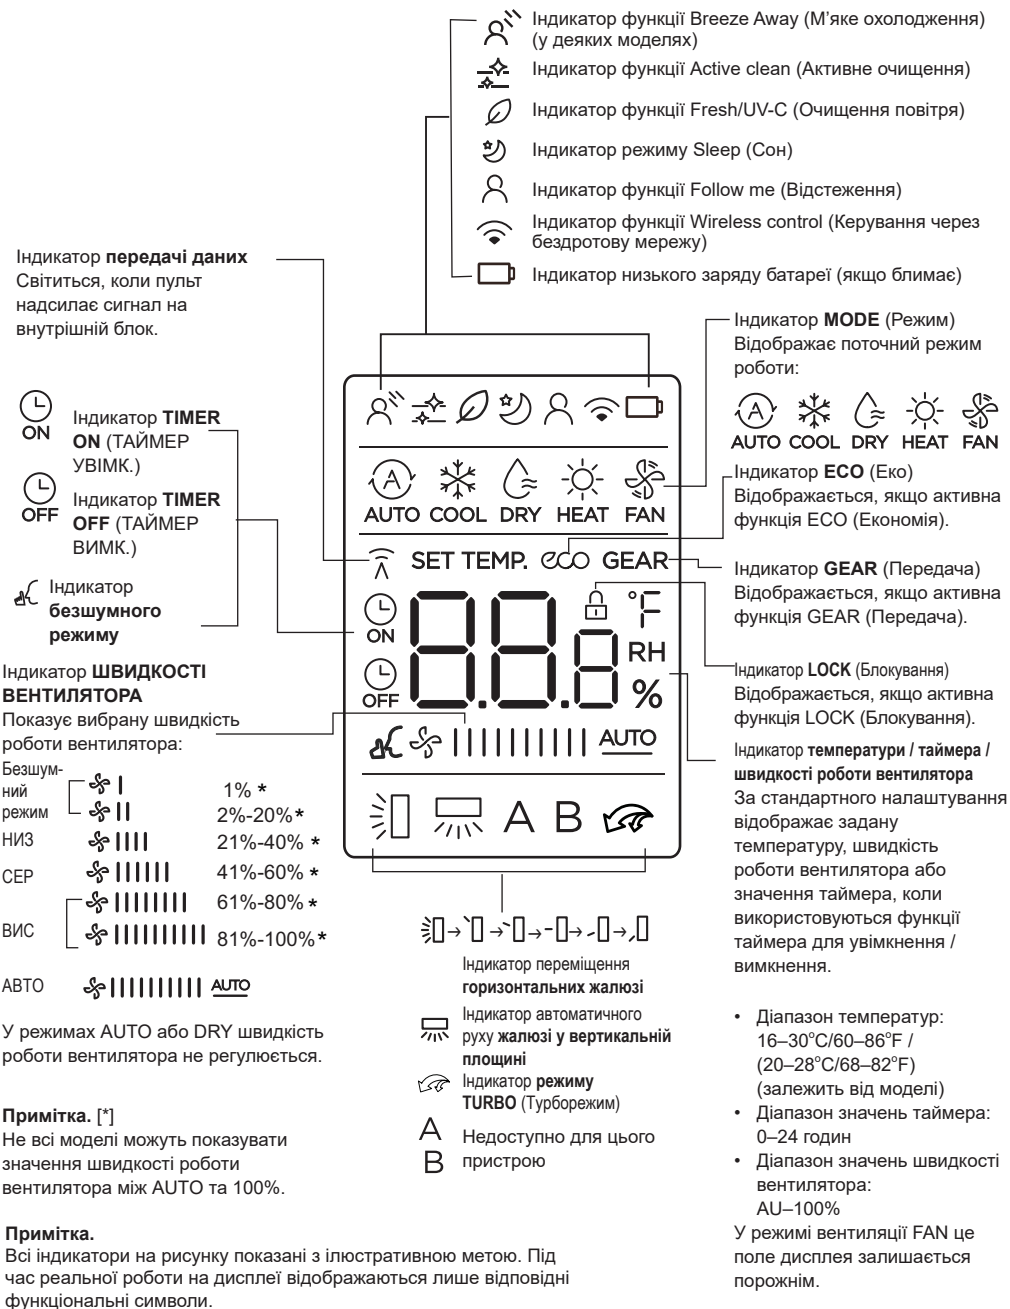 Індикатор функції Breeze Away (М’яке охолодження)
(у деяких моделях)
Індикатор функції Active clean (Активне очищення)
Індикатор функції Fresh/UV-C (Очищення повітря)
Індикатор режиму Sleep (Сон)
Індикатор функції Follow me (Відстеження)
Індикатор функції Wireless control (Керування через
бездротову мережу)
Індикатор низького заряду батареї (якщо блимає)
Індикатор передачі даних
Світиться, коли пульт
надсилає сигнал на
внутрішній блок.
ON
Індикатор TIMER
ON (ТАЙМЕР
УВІМК.)
OFF
Індикатор TIMER
OFF (ТАЙМЕР
ВИМК.)
Індикатор
безшумного
режиму
Індикатор ШВИДКОСТІ
ВЕНТИЛЯТОРА
Показує вибрану швидкість
роботи вентилятора:
Безшум-
ний
режим
1% *
2%-20%*
НИЗ 21%-40% *
СЕР 41%-60% *
61%-80% *
ВИС
81%-100%*
АВТО AUTO
У режимах AUTO або DRY швидкість
роботи вентилятора не регулюється.
Примітка. [*]
Не всі моделі можуть показувати
значення швидкості роботи
вентилятора між AUTO та 100%.
Примітка.
Всі індикатори на рисунку показані з ілюстративною метою. Під
час реальної роботи на дисплеї відображаються лише відповідні
функціональні символи.
A
AUTO COOL DRY HEAT FAN
SET TEMP. eco GEAR
ON
88.8
°F
RH
OFF
%
AUTO
A B
Індикатор переміщення
горизонтальних жалюзі
Індикатор автоматичного
руху жалюзі у вертикальній
площині
Індикатор режиму
TURBO (Турборежим)
A
B
Недоступно для цього
пристрою
Індикатор MODE (Режим)
Відображає поточний режим
роботи:
A
AUTO COOL DRY HEAT FAN
Індикатор ECO (Еко)
Відображається, якщо активна
функція ECO (Економія).
Індикатор GEAR (Передача)
Відображається, якщо активна
функція GEAR (Передача).
Індикатор LOCK (Блокування)
Відображається, якщо активна
функція LOCK (Блокування).
Індикатор температури / таймера /
швидкості роботи вентилятора
За стандартного налаштування
відображає задану
температуру, швидкість
роботи вентилятора або
значення таймера, коли
використовуються функції
таймера для увімкнення /
вимкнення.
• Діапазон температур:
16–30°C/60–86°F /
(20–28°C/68–82°F)
(залежить від моделі)
• Діапазон значень таймера:
0–24 годин
• Діапазон значень швидкості
вентилятора:
AU–100%
У режимі вентиляції FAN це
поле дисплея залишається
порожнім.